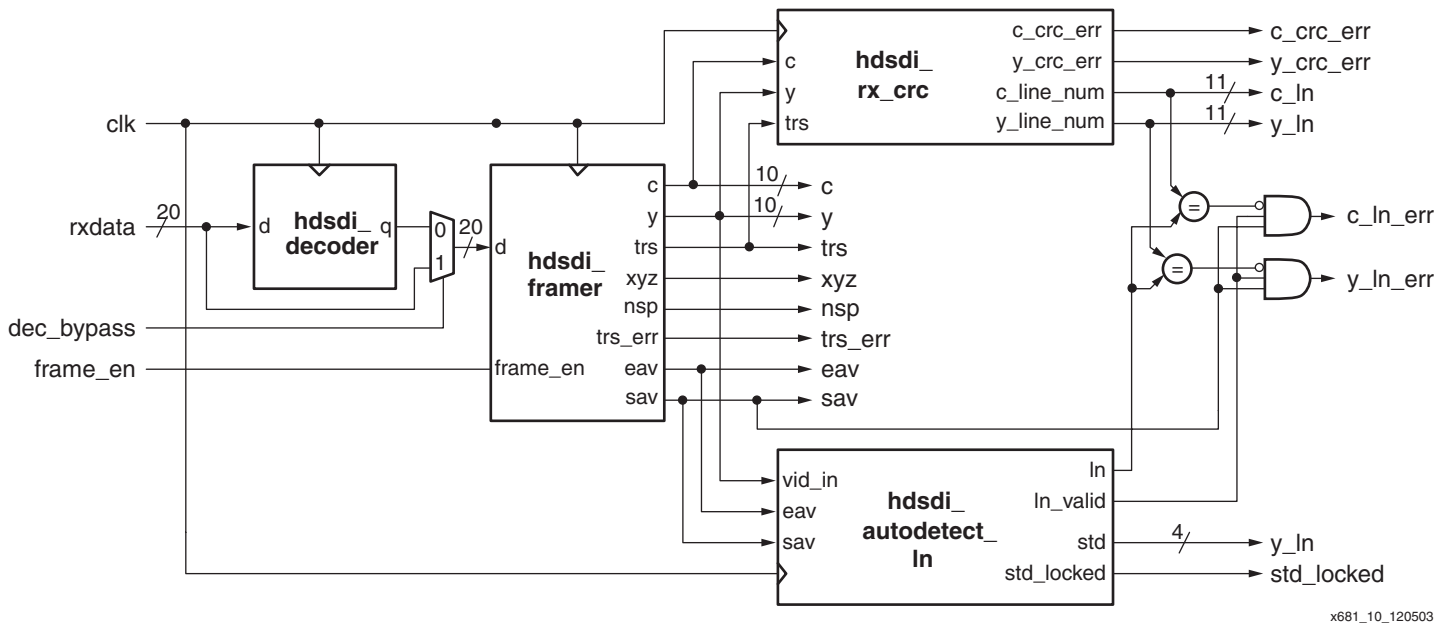 clk
rxdata
20
dec_bypass
frame_en
d
hdsdi_
decoder
q
0
1
20
d
hdsdi_
framer
frame_en
c
y
trs
xyz
nsp
trs_err
eav
sav
10
c
10
y
trs
xyz
nsp
trs_err
eav
sav
c
y
trs
hdsdi_
rx_crc
c_crc_err
y_crc_err
c_line_num
y_line_num
c_crc_err
y_crc_err
11
c_ln
11
y_ln
=
=
c_ln_err
y_ln_err
vid_in
eav
sav
hdsdi_
autodetect_
ln
ln
ln_valid
std
std_locked
4
y_ln
std_locked
x681_10_120503